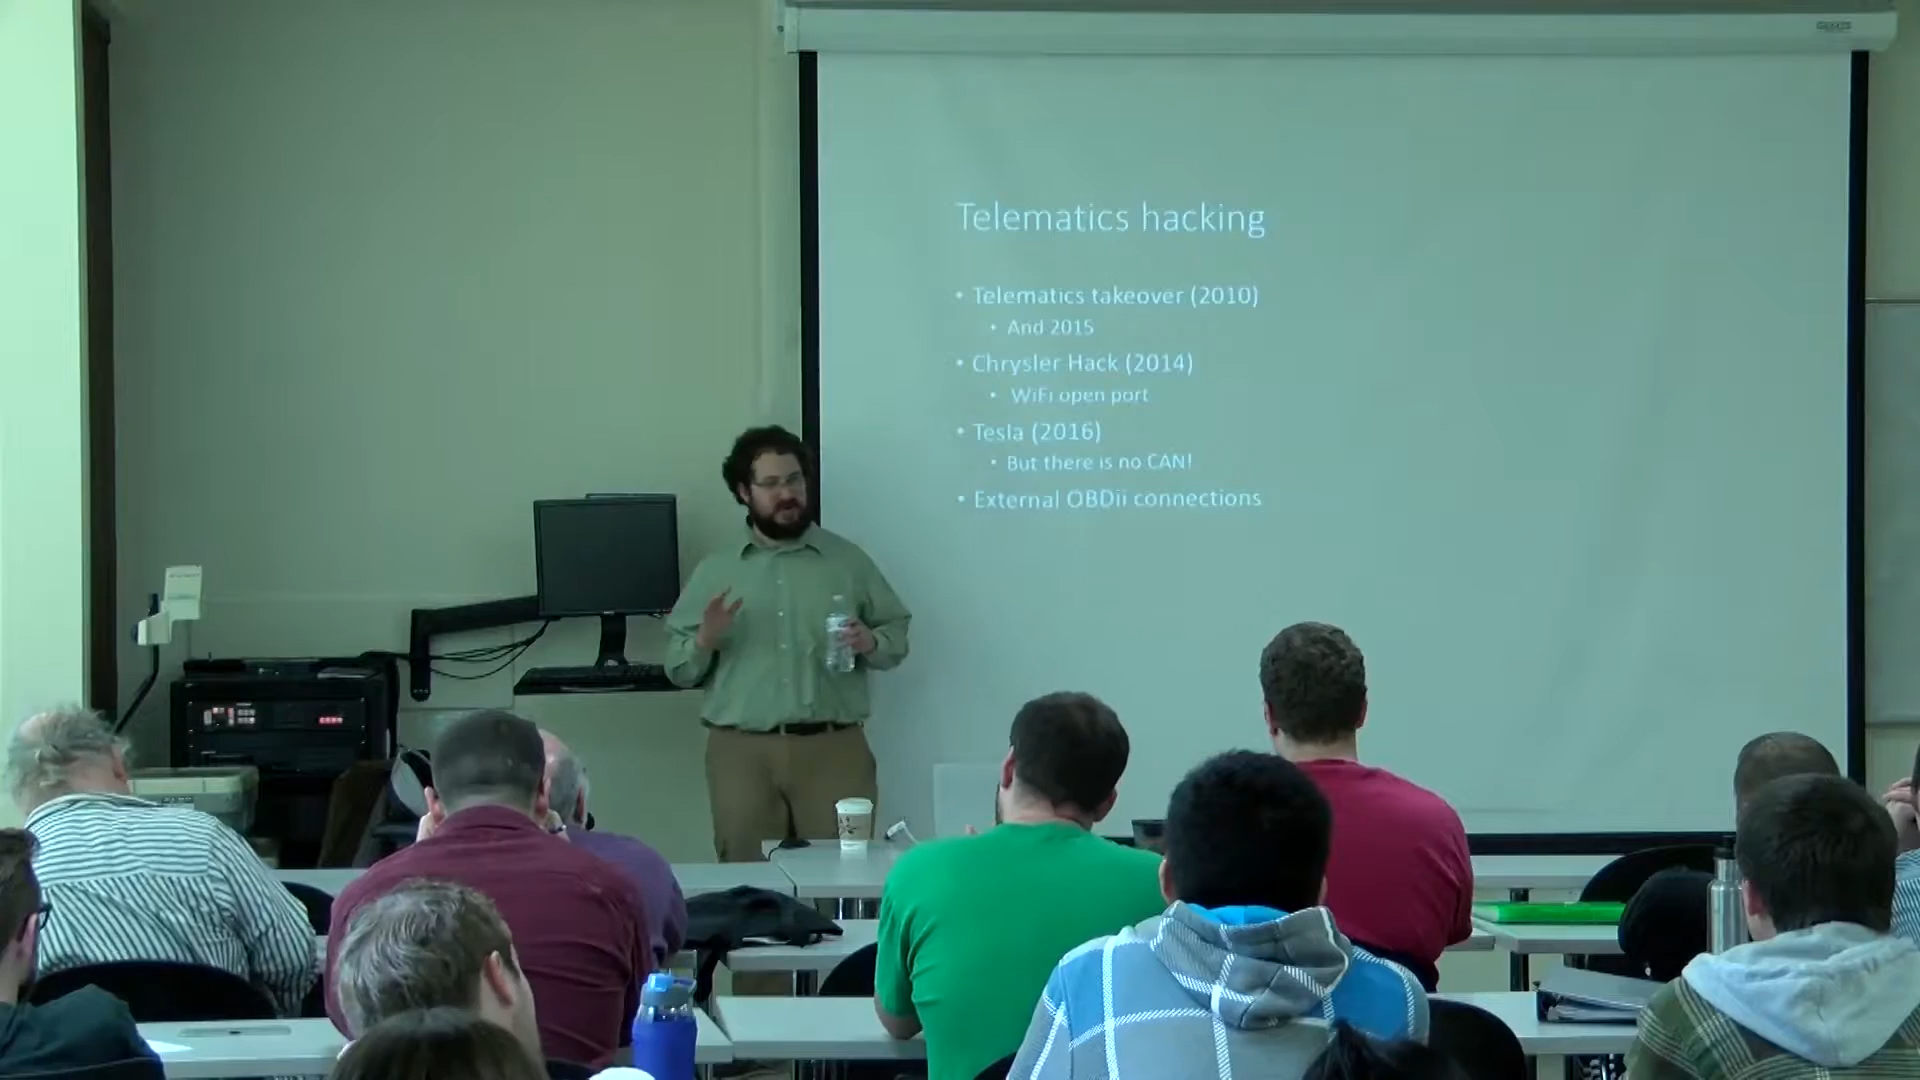 Telematics hacking
• Telematics takeover (2010)
• And 2015
• Chrysler Hack (2014)
• WiFi open port
• Tesla (2016)
• But there is no CAN!
• External OBDii connections